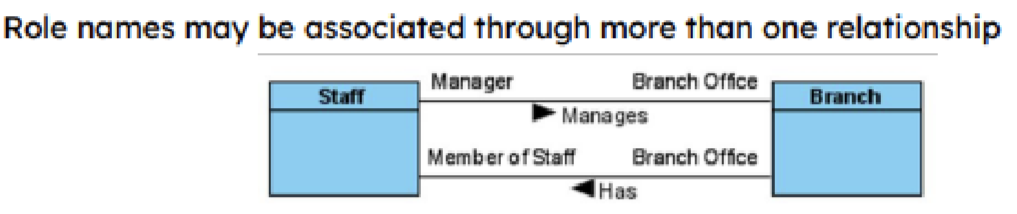 Role names may be associated through more than one relationship
Manager Branch Office
Staff Branch
▶ Manages
Member of Staff Branch Office
◀ Has